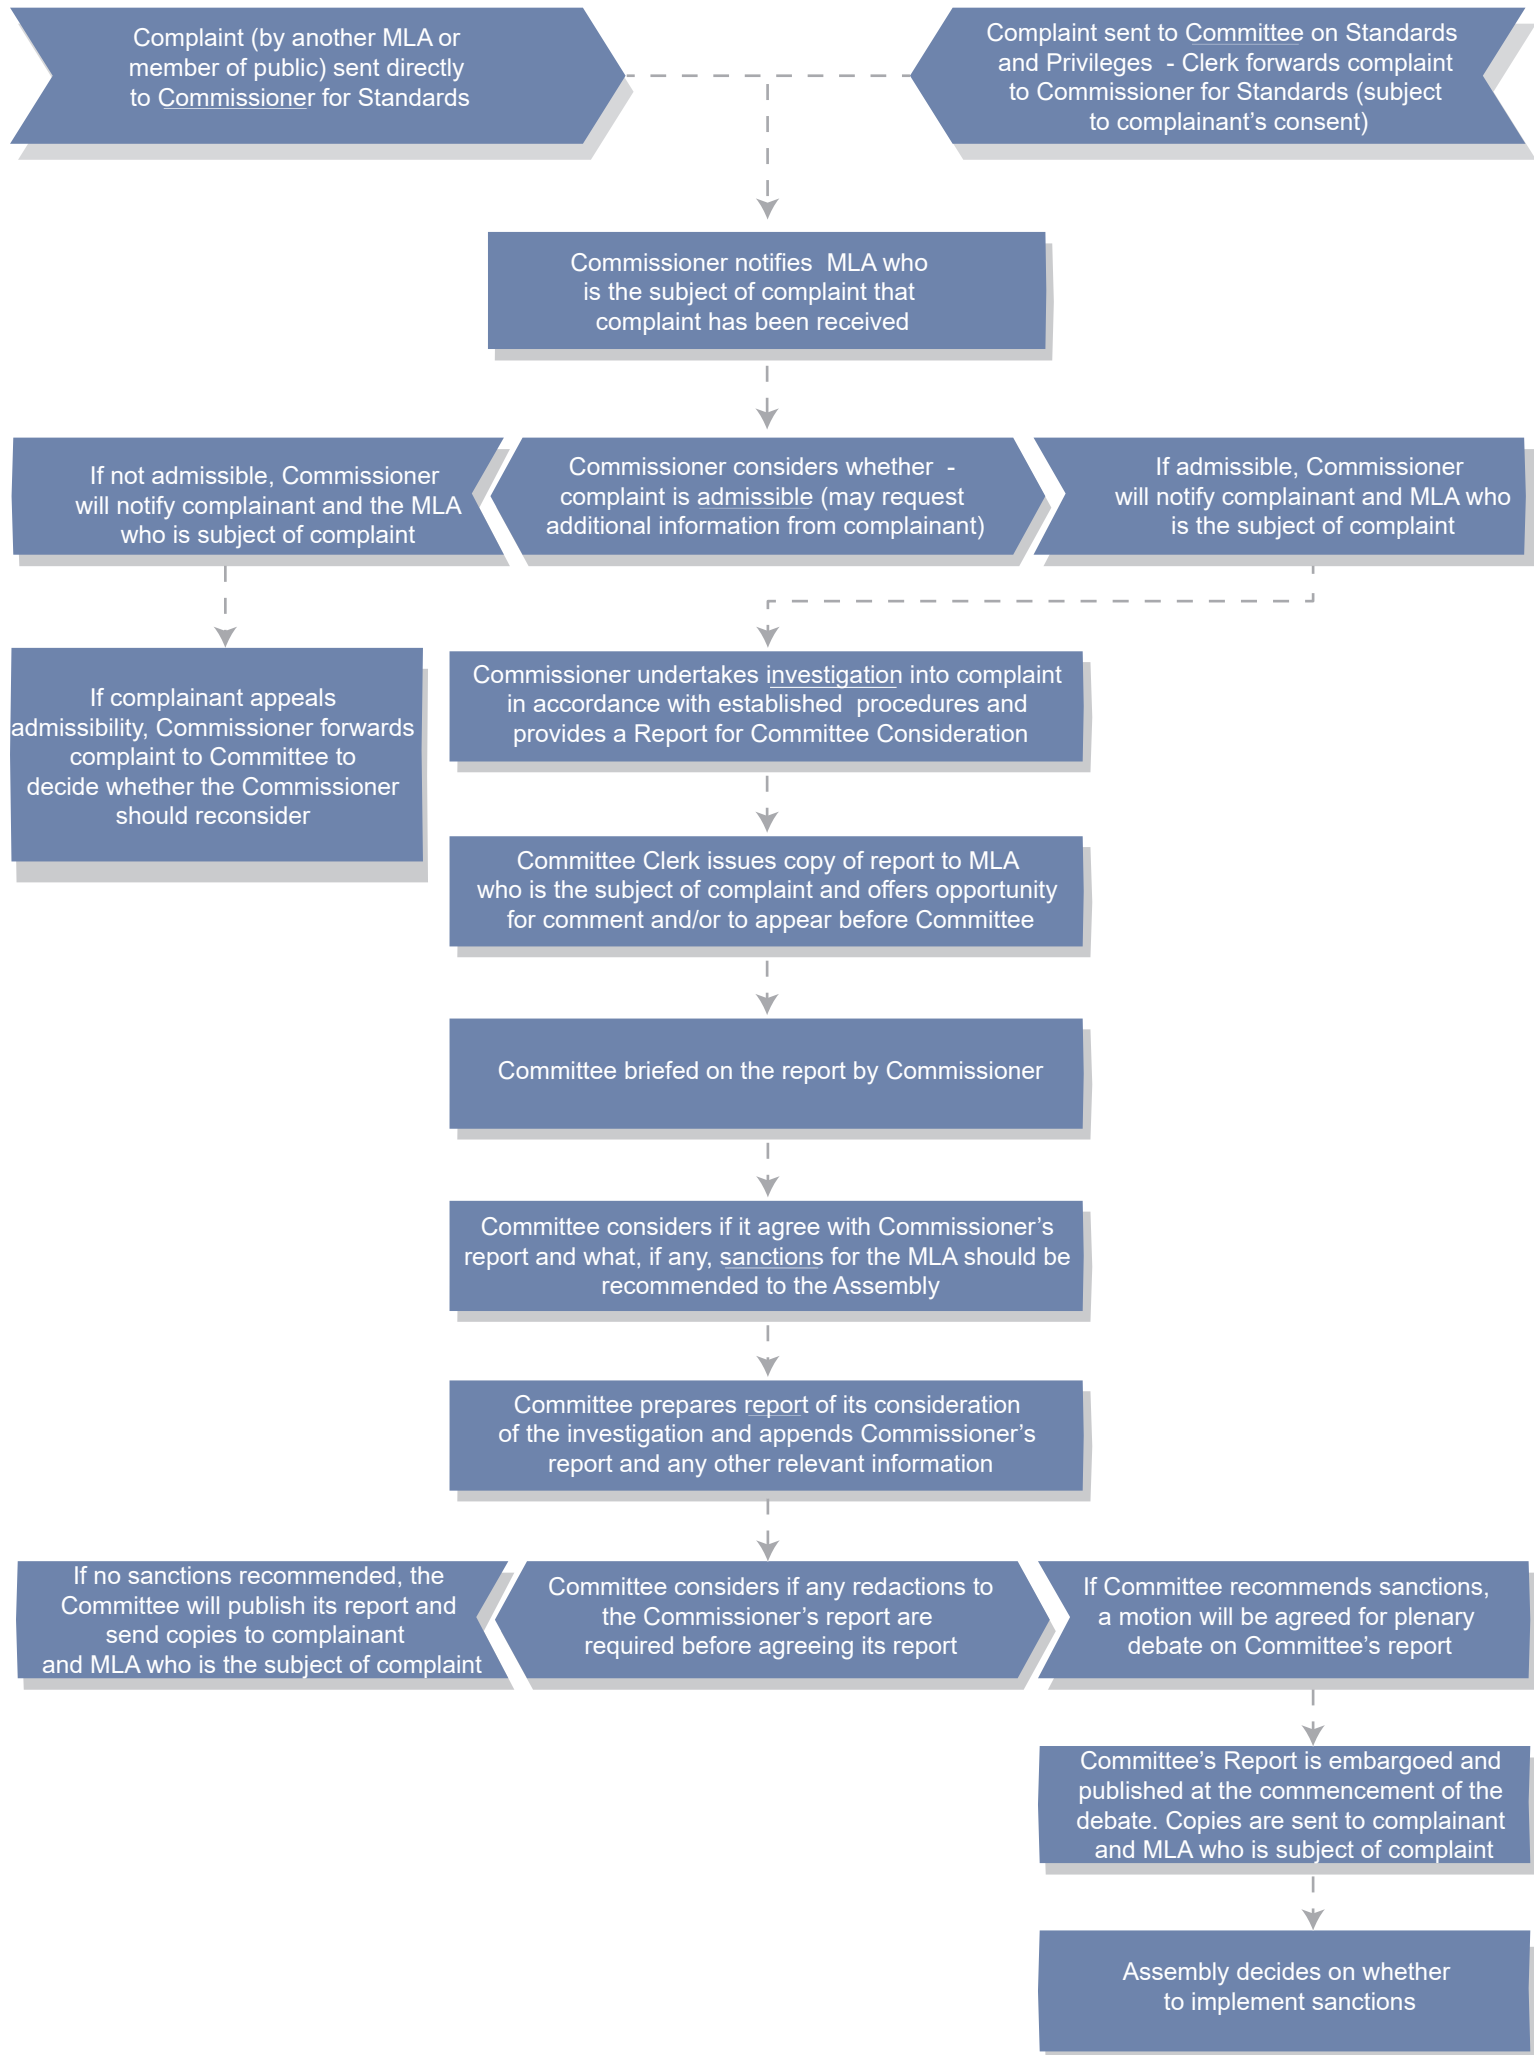 Complaint (by another MLA or
member of public) sent directly
to Commissioner for Standards
Complaint sent to Committee on Standards
and Privileges  - Clerk forwards complaint
to Commissioner for Standards (subject
to complainant’s consent)
Commissioner notifies  MLA who
is the subject of complaint that
complaint has been received
If not admissible, Commissioner
will notify complainant and the MLA
who is subject of complaint
Commissioner considers whether  -
complaint is admissible (may request
additional information from complainant)
If admissible, Commissioner
will notify complainant and MLA who
is the subject of complaint
If complainant appeals
admissibility, Commissioner forwards
complaint to Committee to
decide whether the Commissioner
should reconsider
Commissioner undertakes investigation into complaint
in accordance with established  procedures and
provides a Report for Committee Consideration
Committee Clerk issues copy of report to MLA
who is the subject of complaint and offers opportunity
for comment and/or to appear before Committee
Committee briefed on the report by Commissioner
Committee considers if it agree with Commissioner’s
report and what, if any, sanctions for the MLA should be
recommended to the Assembly
Committee prepares report of its consideration
of the investigation and appends Commissioner’s
report and any other relevant information
If no sanctions recommended, the
Committee will publish its report and
send copies to complainant
and MLA who is the subject of complaint
Committee considers if any redactions to
the Commissioner’s report are
required before agreeing its report
If Committee recommends sanctions,
a motion will be agreed for plenary
debate on Committee’s report
Committee’s Report is embargoed and
published at the commencement of the
debate. Copies are sent to complainant
and MLA who is subject of complaint
Assembly decides on whether
to implement sanctions